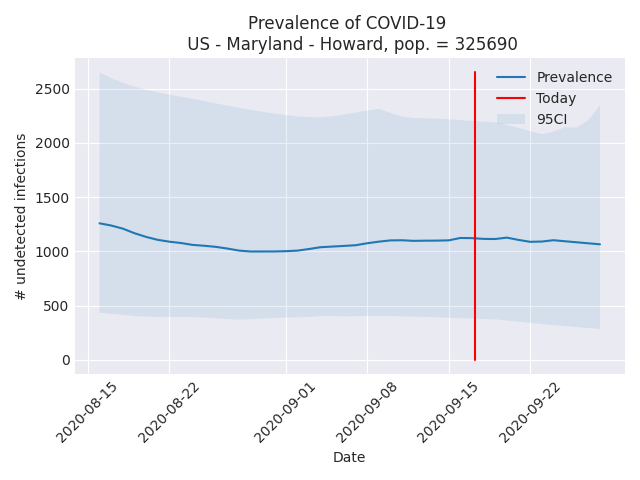 Prevalence of COVID-19
US - Maryland - Howard, pop. = 325690
Prevalence
Today
95CI
# undetected infections
2500
2000
1500
1000
500
0
2020-08-15
2020-08-22
2020-09-01
2020-09-08
2020-09-15
2020-09-22
Date